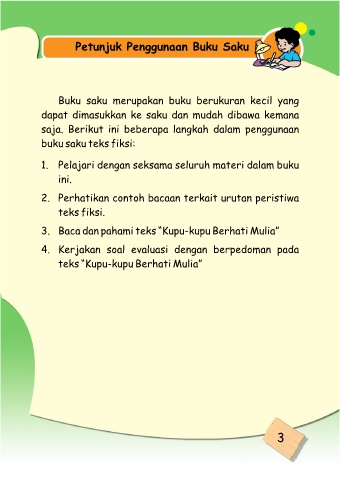 Petunjuk Penggunaan Buku Saku
Buku saku merupakan buku berukuran kecil yang
dapat dimasukkan ke saku dan mudah dibawa kemana
saja. Berikut ini beberapa langkah dalam penggunaan
buku saku teks fiksi:
1. Pelajari dengan seksama seluruh materi dalam buku
ini.
2. Perhatikan contoh bacaan terkait urutan peristiwa
teks fiksi.
3. Baca dan pahami teks “Kupu-kupu Berhati Mulia”
4. Kerjakan soal evaluasi dengan berpedoman pada
teks “Kupu-kupu Berhati Mulia”
3